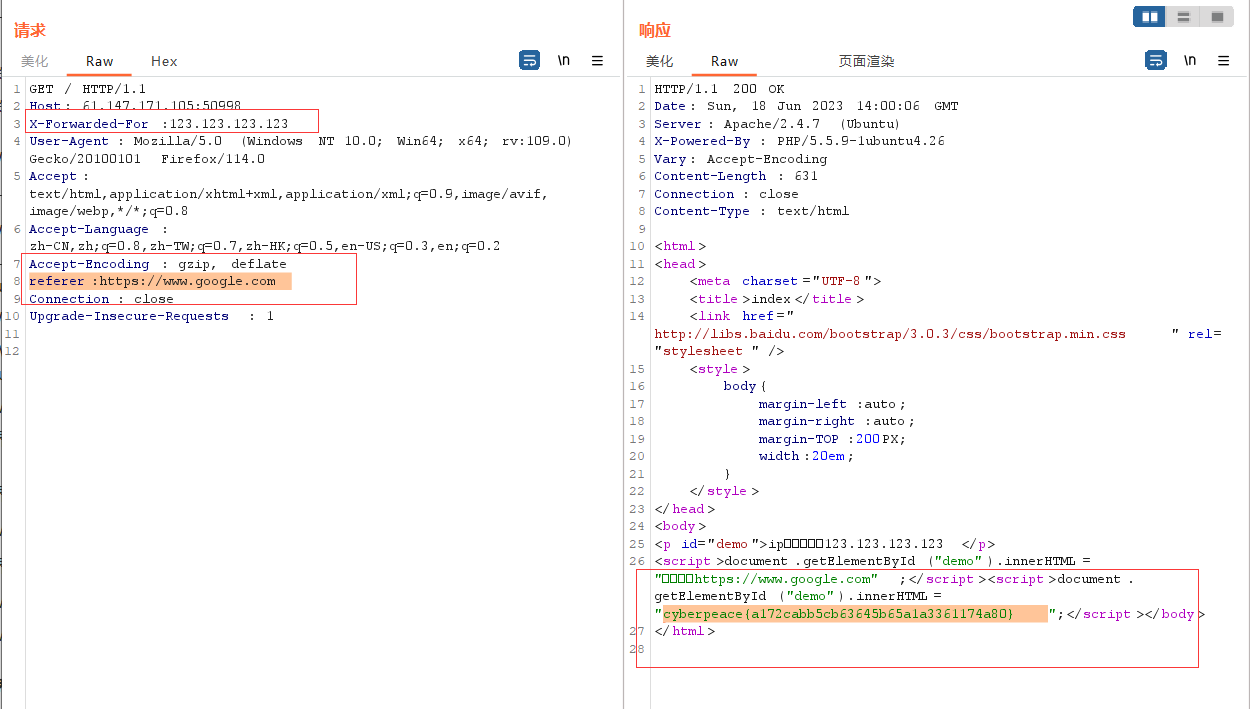 请求
美化 Raw Hex \n
1 GET / HTTP/1.1
2 Host: 61.147.171.105:50998
3 X-Forwarded-For :123.123.123.123
4 User-Agent : Mozilla/5.0 (Windows NT 10.0; Win64; x64; rv:109.0)
Gecko/20100101 Firefox/114.0
5 Accept :
text/html,application/xhtml+xml,application/xml;q=0.9,image/avif,
image/webp,*/*;q=0.8
6 Accept-Language :
zh-CN,zh;q=0.8,zh-TW;q=0.7,zh-HK;q=0.5,en-US;q=0.3,en;q=0.2
7 Accept-Encoding : gzip, deflate
8 referer :https://www.google.com
9 Connection : close
10 Upgrade-Insecure-Requests : 1
11
12
响应
美化 Raw 页面渲染 \n
1 HTTP/1.1 200 OK
2 Date: Sun, 18 Jun 2023 14:00:06 GMT
3 Server : Apache/2.4.7 (Ubuntu)
4 X-Powered-By : PHP/5.5.9-1ubuntu4.26
5 Vary: Accept-Encoding
6 Content-Length : 631
7 Connection : close
8 Content-Type : text/html
9
10 <html>
11 <head>
12 <meta charset="UTF-8">
13 <title>index</title>
14 <link href="
http://libs.baidu.com/bootstrap/3.0.3/css/bootstrap.min.css " rel=
"stylesheet " />
15 <style>
16 body{
17 margin-left :auto;
18 margin-right :auto;
19 margin-TOP :200PX;
20 width:20em;
21 }
22 </style>
23 </head>
24 <body>
25 <p id="demo">ip□□□□□123.123.123.123 </p>
26 <script>document .getElementById ("demo").innerHTML =
"□□□□https://www.google.com" ;</script><script>document .
getElementById ("demo").innerHTML =
"cyberpeace{a172cabb5cb63645b65a1a3361174a80} ";</script></body>
27 </html>
28